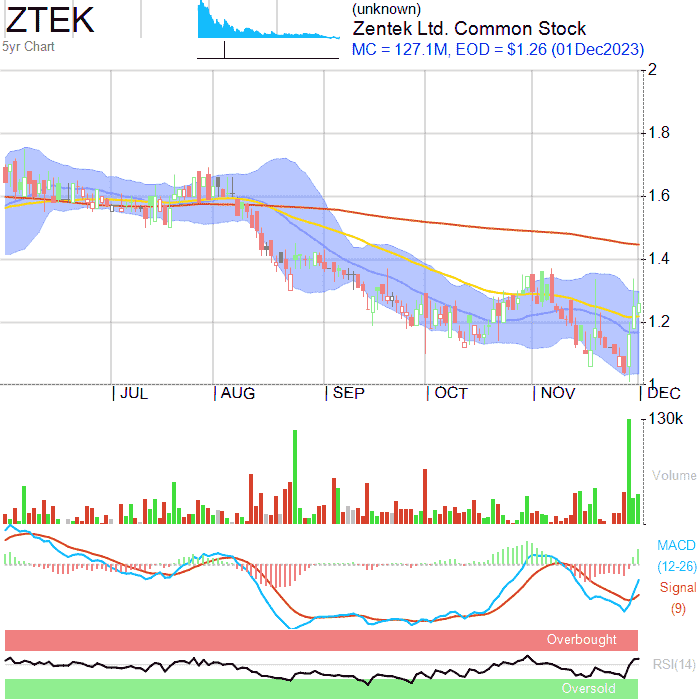 ZTEK
5yr Chart
(unknown)
Zentek Ltd. Common Stock
MC = 127.1M, EOD = $1.26 (01Dec2023)
2
1.8
1.6
1.4
1.2
1
JUL AUG SEP OCT NOV DEC
130k
Volume
MACD
(12-26)
Signal
(9)
Overbought
RSI(14)
Oversold